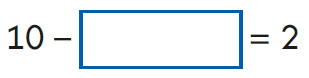 10 – = 2